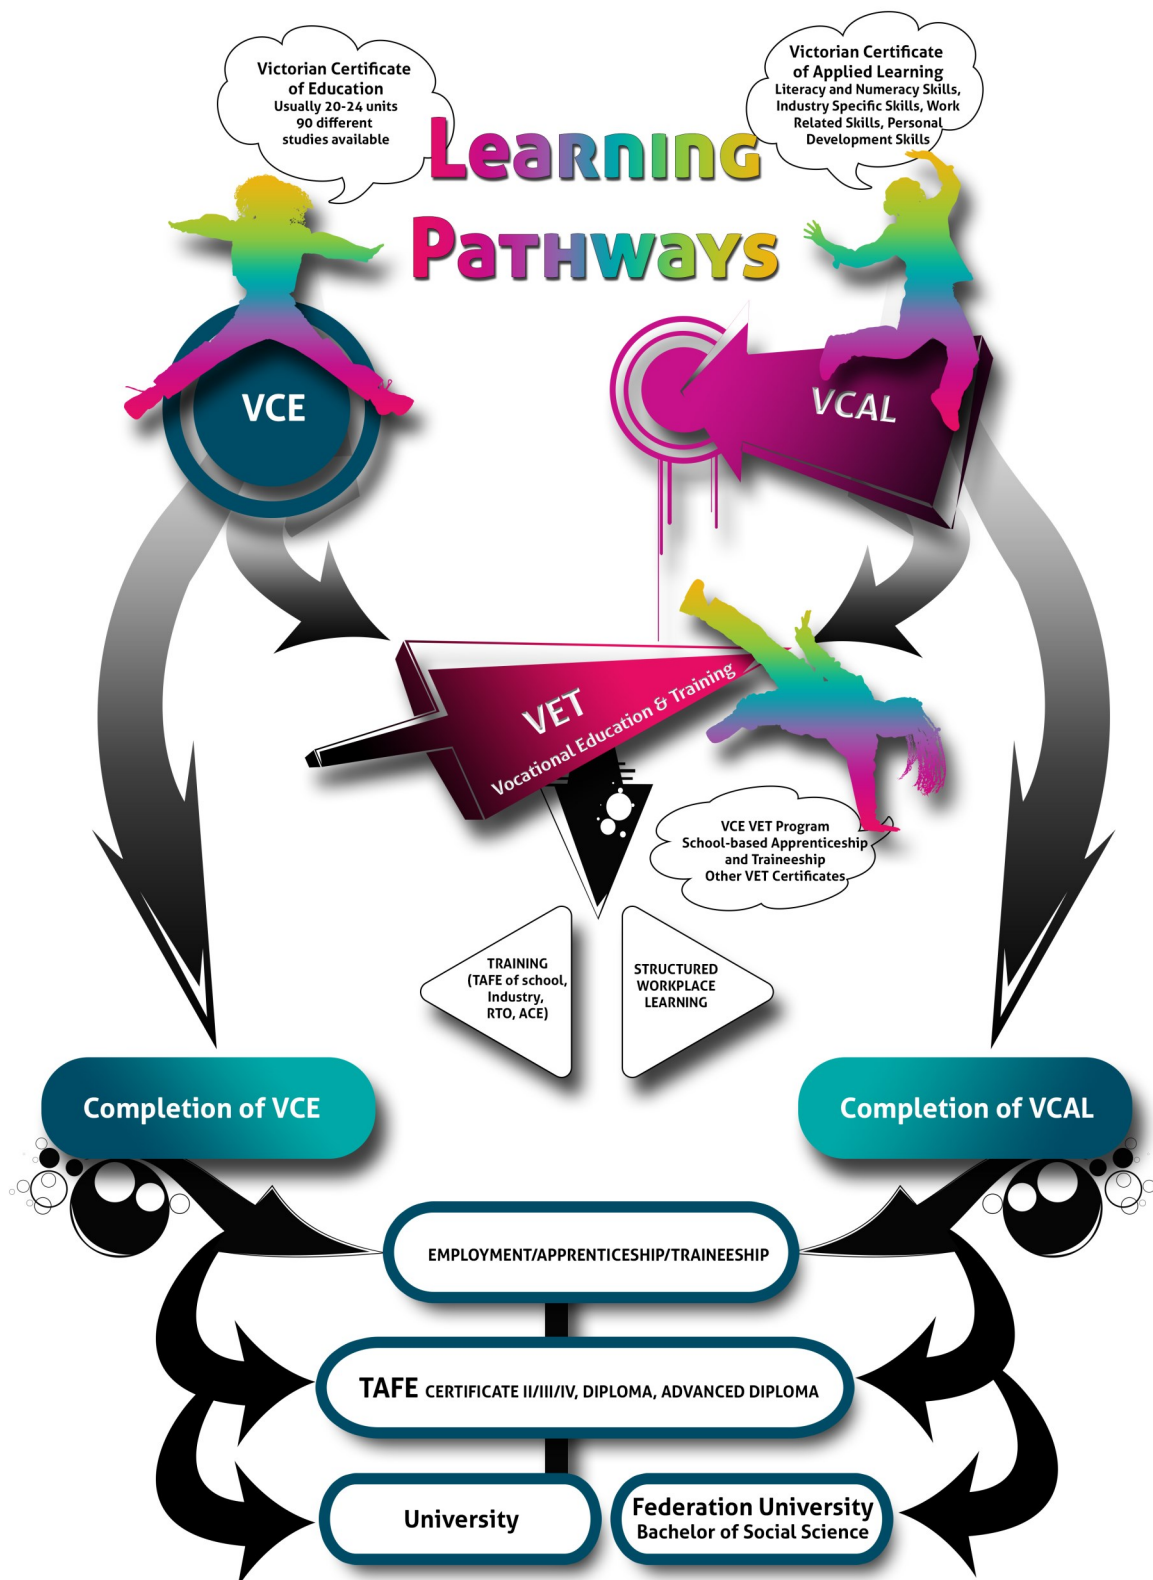 Victorian Certificate
of Education
Usually 20-24 units
90 different
studies available
Victorian Certificate
of Applied Learning
Literacy and Numeracy Skills,
Industry Specific Skills, Work
Related Skills, Personal
Development Skills
Learning
Pathways
VCE
VCAL
VET
Vocational Education & Training
VCE VET Program
School-based Apprenticeship
and Traineeship
Other VET Certificates
TRAINING
(TAFE of school,
Industry,
RTO, ACE)
STRUCTURED
WORKPLACE
LEARNING
Completion of VCE
Completion of VCAL
EMPLOYMENT/APPRENTICESHIP/TRAINEESHIP
TAFE CERTIFICATE II/III/IV, DIPLOMA, ADVANCED DIPLOMA
University
Federation University
Bachelor of Social Science